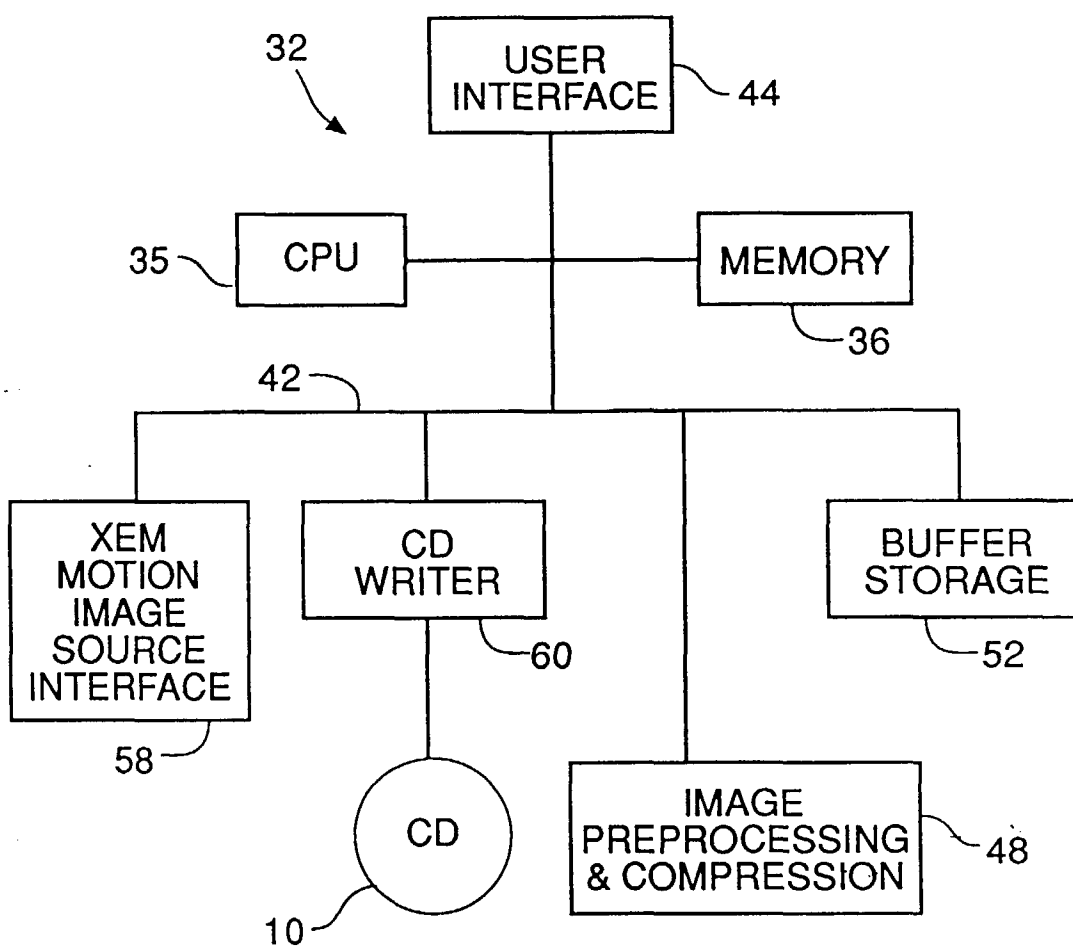 32
USER
INTERFACE
44
CPU
35
MEMORY
36
42
XEM
MOTION
IMAGE
SOURCE
INTERFACE
58
CD
WRITER
60
BUFFER
STORAGE
52
CD
10
IMAGE
PREPROCESSING
& COMPRESSION
48